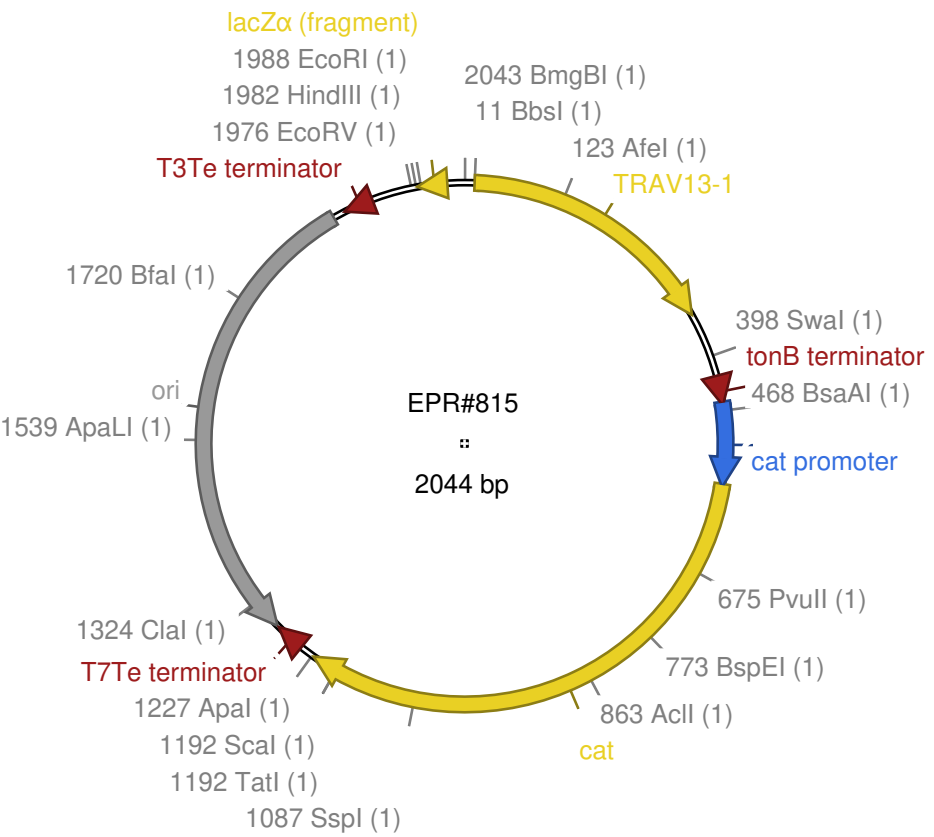 lacZα (fragment)
1988 EcoRI (1)
2043 BmgBI (1)
1982 HindIII (1)
11 BbsI (1)
1976 EcoRV (1)
123 AfeI (1)
T3Te terminator
TRAV13-1
1720 BfaI (1)
398 SwaI (1)
tonB terminator
ori
468 BsaAI (1)
EPR#815
1539 ApaLI (1)
cat promoter
2044 bp
675 PvuII (1)
1324 ClaI (1)
773 BspEI (1)
T7Te terminator
1227 ApaI (1)
863 AclI (1)
1192 ScaI (1)
cat
1192 TatI (1)
1087 SspI (1)